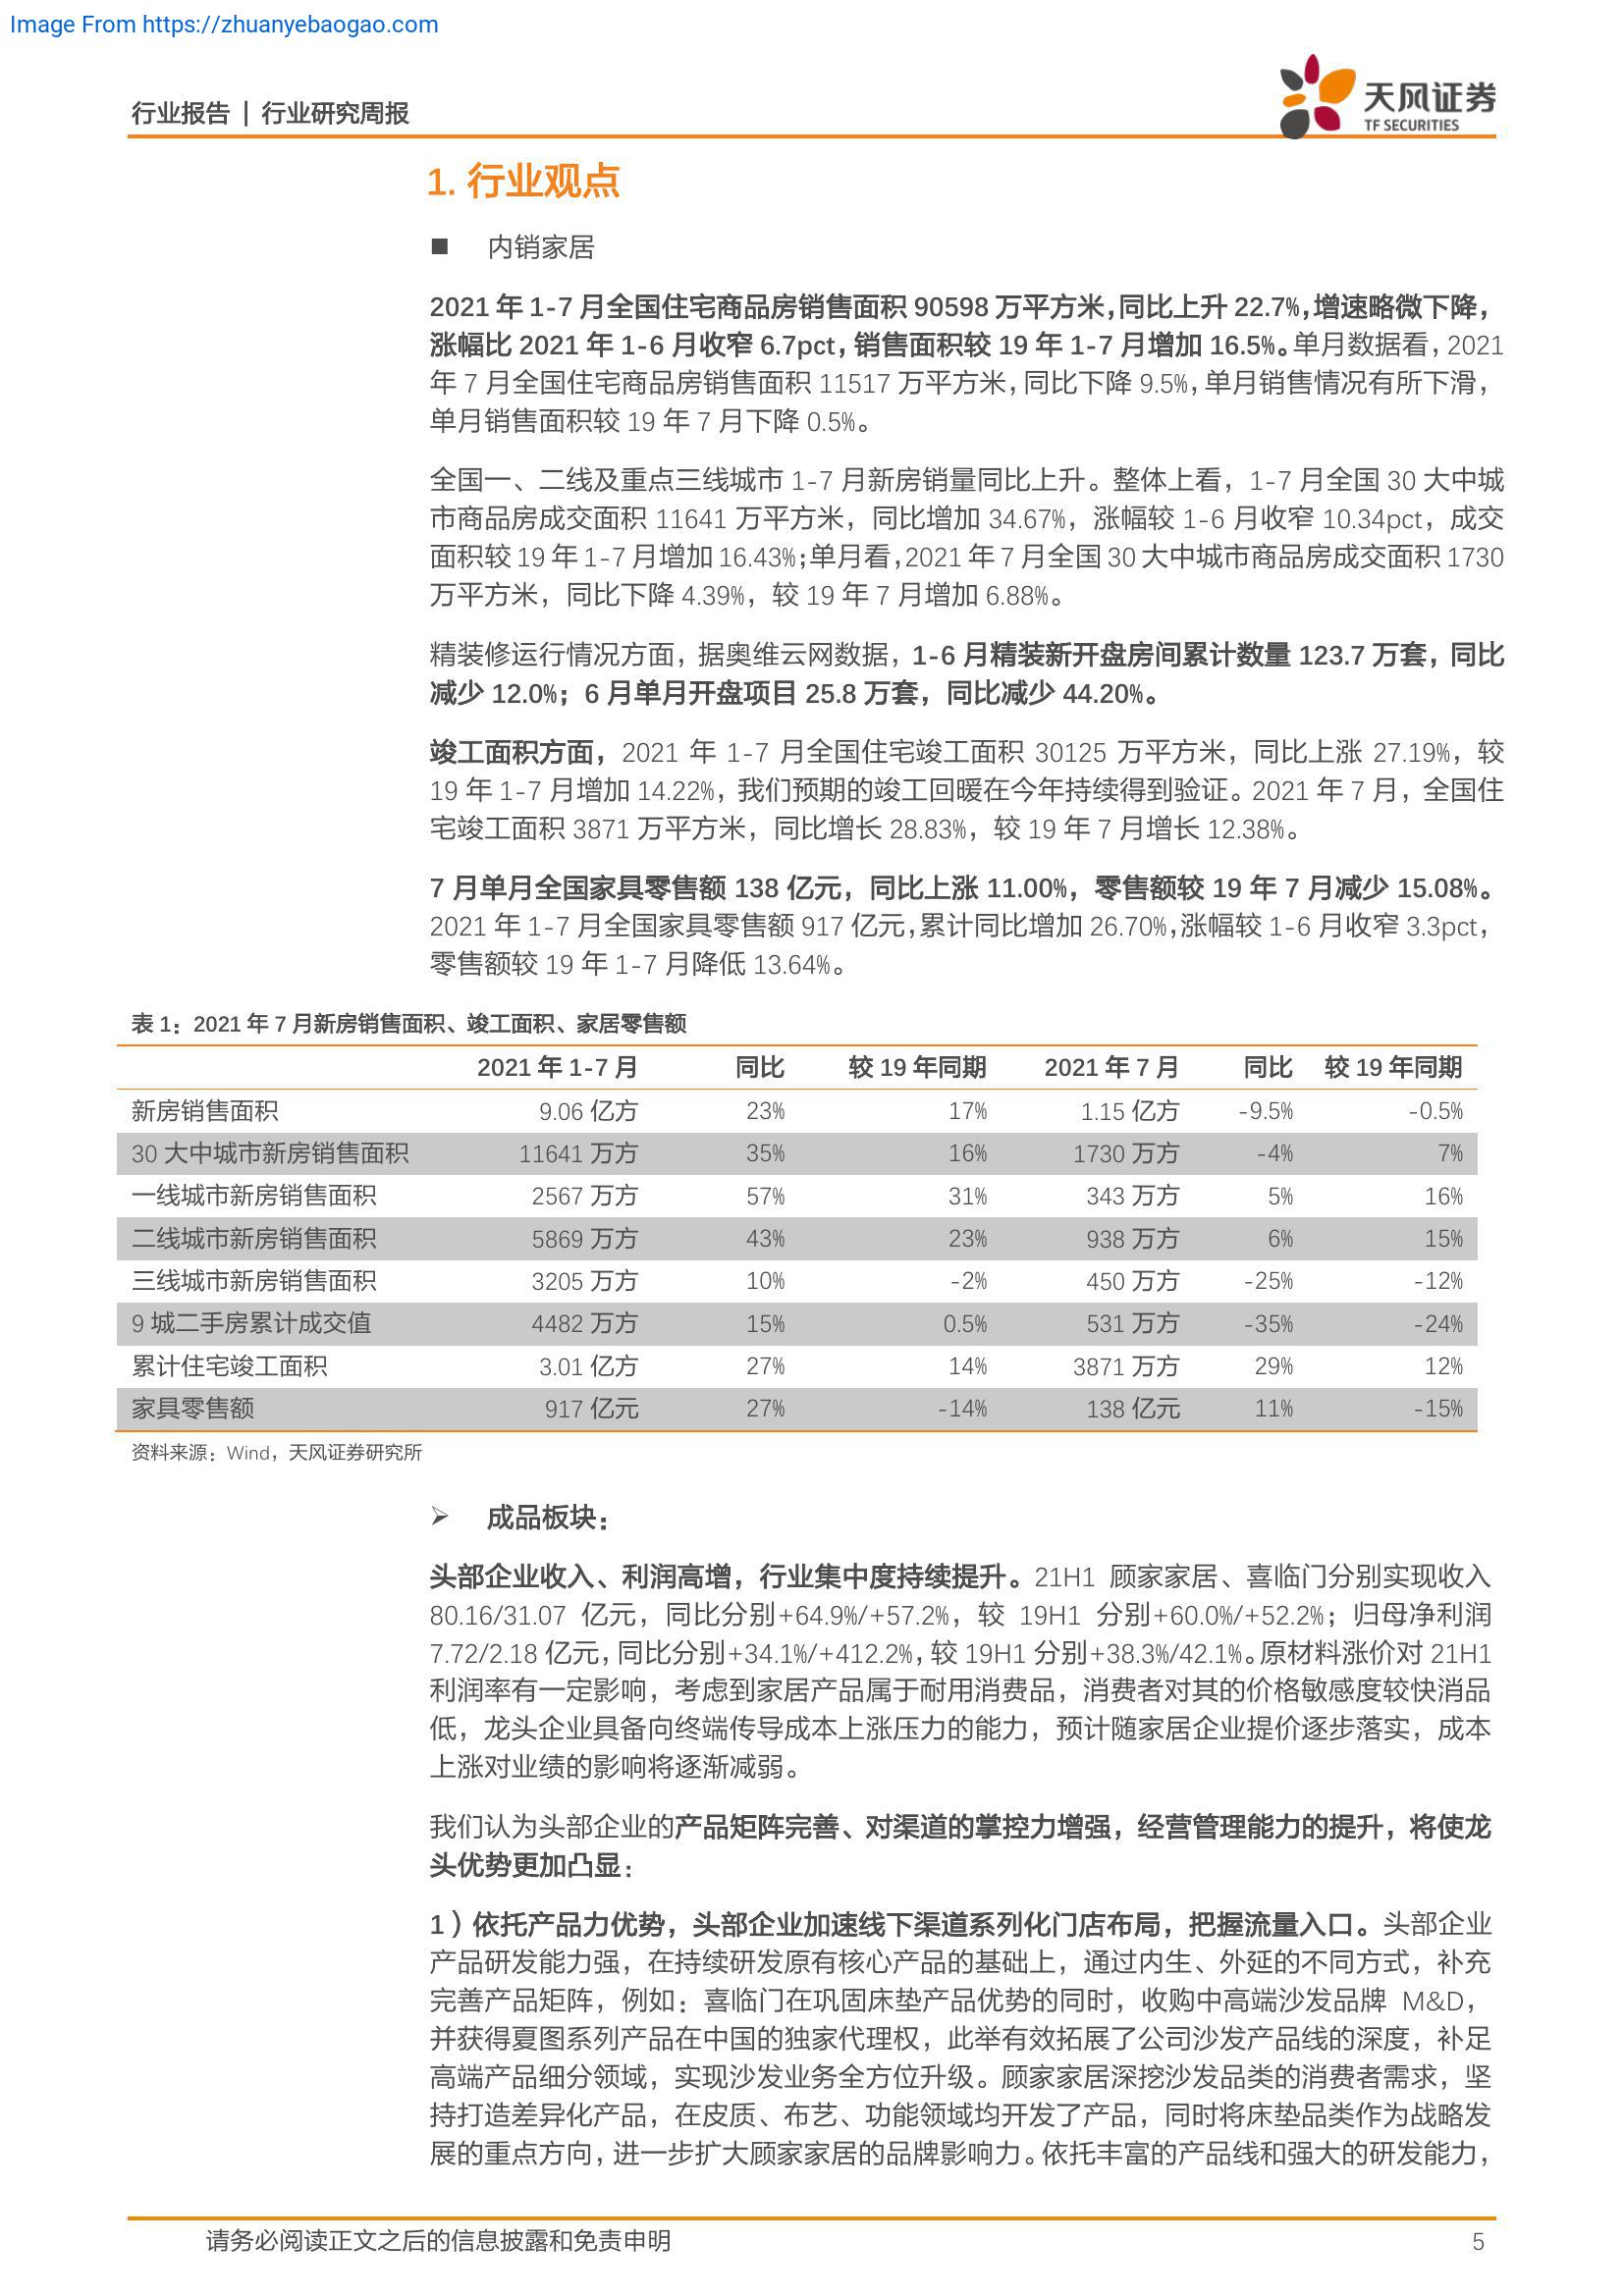 Image From https://zhuanyebaogao.com
行业报告 | 行业研究周报
天风证券
TF SECURITIES
1. 行业观点
■ 内销家居
2021 年 1-7 月全国住宅商品房销售面积 90598 万平方米，同比上升 22.7%，增速略微下降，
涨幅比 2021 年 1-6 月收窄 6.7pct，销售面积较 19 年 1-7 月增加 16.5%。单月数据看，2021
年 7 月全国住宅商品房销售面积 11517 万平方米，同比下降 9.5%，单月销售情况有所下滑，
单月销售面积较 19 年 7 月下降 0.5%。
全国一、二线及重点三线城市 1-7 月新房销量同比上升。整体上看，1-7 月全国 30 大中城
市商品房成交面积 11641 万平方米，同比增加 34.67%，涨幅较 1-6 月收窄 10.34pct，成交
面积较 19 年 1-7 月增加 16.43%；单月看，2021 年 7 月全国 30 大中城市商品房成交面积 1730
万平方米，同比下降 4.39%，较 19 年 7 月增加 6.88%。
精装修运行情况方面，据奥维云网数据，1-6 月精装新开盘房间累计数量 123.7 万套，同比
减少 12.0%；6 月单月开盘项目 25.8 万套，同比减少 44.20%。
竣工面积方面，2021 年 1-7 月全国住宅竣工面积 30125 万平方米，同比上涨 27.19%，较
19 年 1-7 月增加 14.22%，我们预期的竣工回暖在今年持续得到验证。2021 年 7 月，全国住
宅竣工面积 3871 万平方米，同比增长 28.83%，较 19 年 7 月增长 12.38%。
7 月单月全国家具零售额 138 亿元，同比上涨 11.00%，零售额较 19 年 7 月减少 15.08%。
2021 年 1-7 月全国家具零售额 917 亿元，累计同比增加 26.70%，涨幅较 1-6 月收窄 3.3pct，
零售额较 19 年 1-7 月降低 13.64%。
表 1：2021 年 7 月新房销售面积、竣工面积、家居零售额
2021 年 1-7 月 同比 较 19 年同期 2021 年 7 月 同比 较 19 年同期
新房销售面积 9.06 亿方 23% 17% 1.15 亿方 -9.5% -0.5%
30 大中城市新房销售面积 11641 万方 35% 16% 1730 万方 -4% 7%
一线城市新房销售面积 2567 万方 57% 31% 343 万方 5% 16%
二线城市新房销售面积 5869 万方 43% 23% 938 万方 6% 15%
三线城市新房销售面积 3205 万方 10% -2% 450 万方 -25% -12%
9 城二手房累计成交值 4482 万方 15% 0.5% 531 万方 -35% -24%
累计住宅竣工面积 3.01 亿方 27% 14% 3871 万方 29% 12%
家具零售额 917 亿元 27% -14% 138 亿元 11% -15%
资料来源：Wind，天风证券研究所
➢ 成品板块：
头部企业收入、利润高增，行业集中度持续提升。21H1 顾家家居、喜临门分别实现收入
80.16/31.07 亿元，同比分别+64.9%/+57.2%，较 19H1 分别+60.0%/+52.2%；归母净利润
7.72/2.18 亿元，同比分别+34.1%/+412.2%，较 19H1 分别+38.3%/42.1%。原材料涨价对 21H1
利润率有一定影响，考虑到家居产品属于耐用消费品，消费者对其的价格敏感度较快消品
低，龙头企业具备向终端传导成本上涨压力的能力，预计随家居企业提价逐步落实，成本
上涨对业绩的影响将逐渐减弱。
我们认为头部企业的产品矩阵完善、对渠道的掌控力增强，经营管理能力的提升，将使龙
头优势更加凸显：
1）依托产品力优势，头部企业加速线下渠道系列化门店布局，把握流量入口。头部企业
产品研发能力强，在持续研发原有核心产品的基础上，通过内生、外延的不同方式，补充
完善产品矩阵，例如：喜临门在巩固床垫产品优势的同时，收购中高端沙发品牌 M&D，
并获得夏图系列产品在中国的独家代理权，此举有效拓展了公司沙发产品线的深度，补足
高端产品细分领域，实现沙发业务全方位升级。顾家家居深挖沙发品类的消费者需求，坚
持打造差异化产品，在皮质、布艺、功能领域均开发了产品，同时将床垫品类作为战略发
展的重点方向，进一步扩大顾家家居的品牌影响力。依托丰富的产品线和强大的研发能力，
请务必阅读正文之后的信息披露和免责申明 5